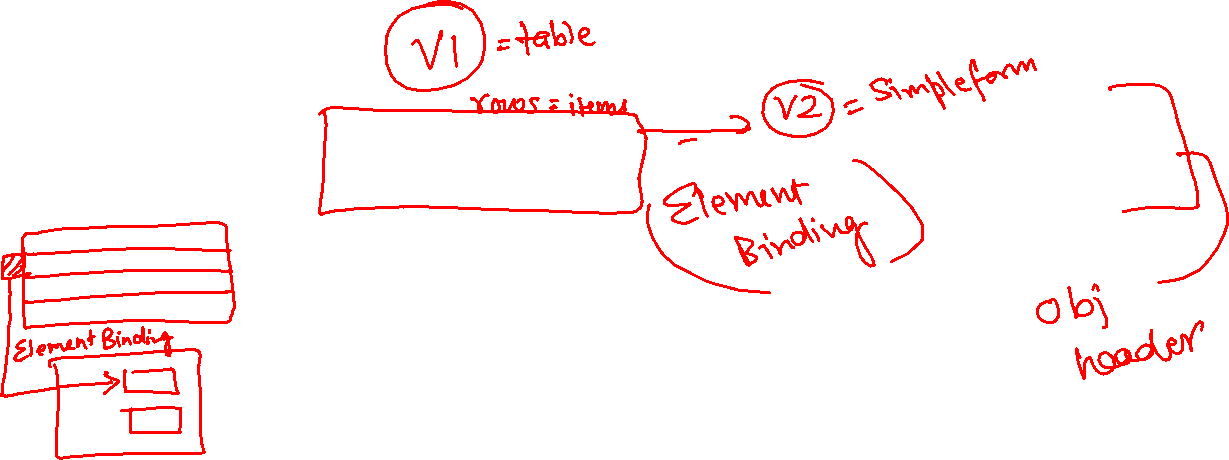 V1 = table
rows = items
V2 = Simpleform
Element
Binding
Obj
header
Element Binding